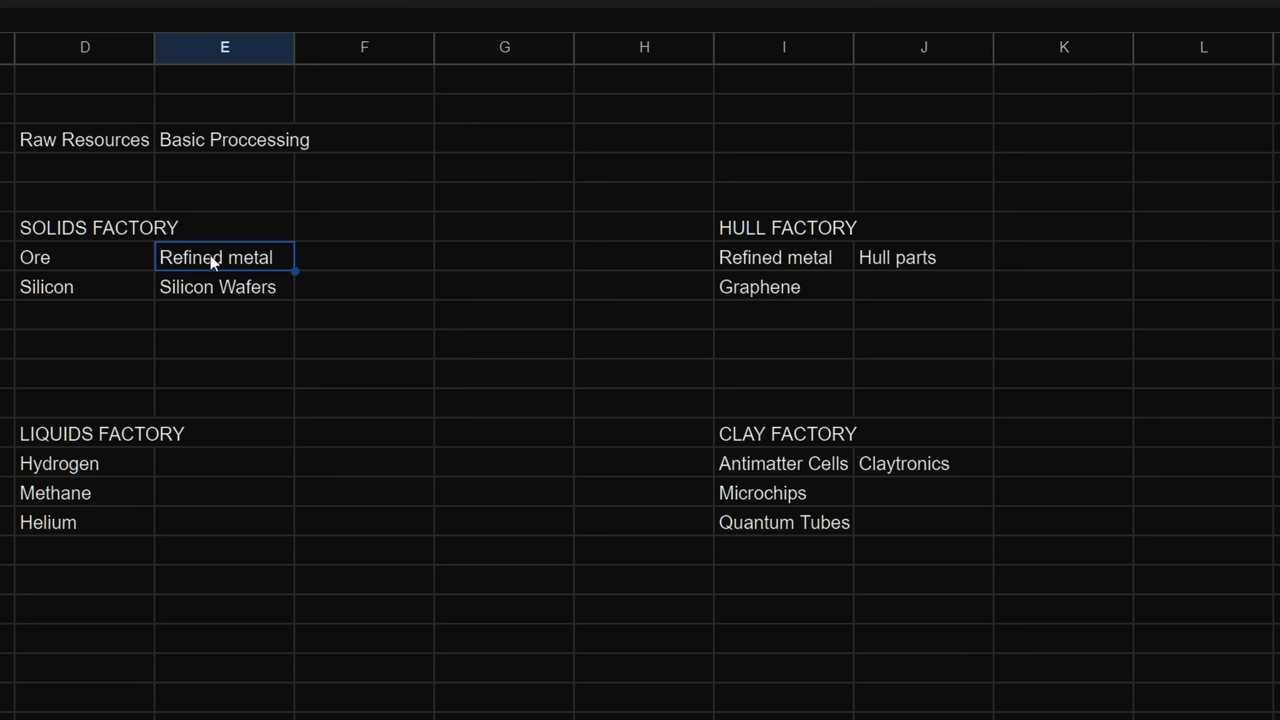 D E F G H I J K L
Raw Resources Basic Proccessing
SOLIDS FACTORY HULL FACTORY
Ore Refined metal Refined metal Hull parts
Silicon Silicon Wafers Graphene
LIQUIDS FACTORY CLAY FACTORY
Hydrogen Antimatter Cells Claytronics
Methane Microchips
Helium Quantum Tubes